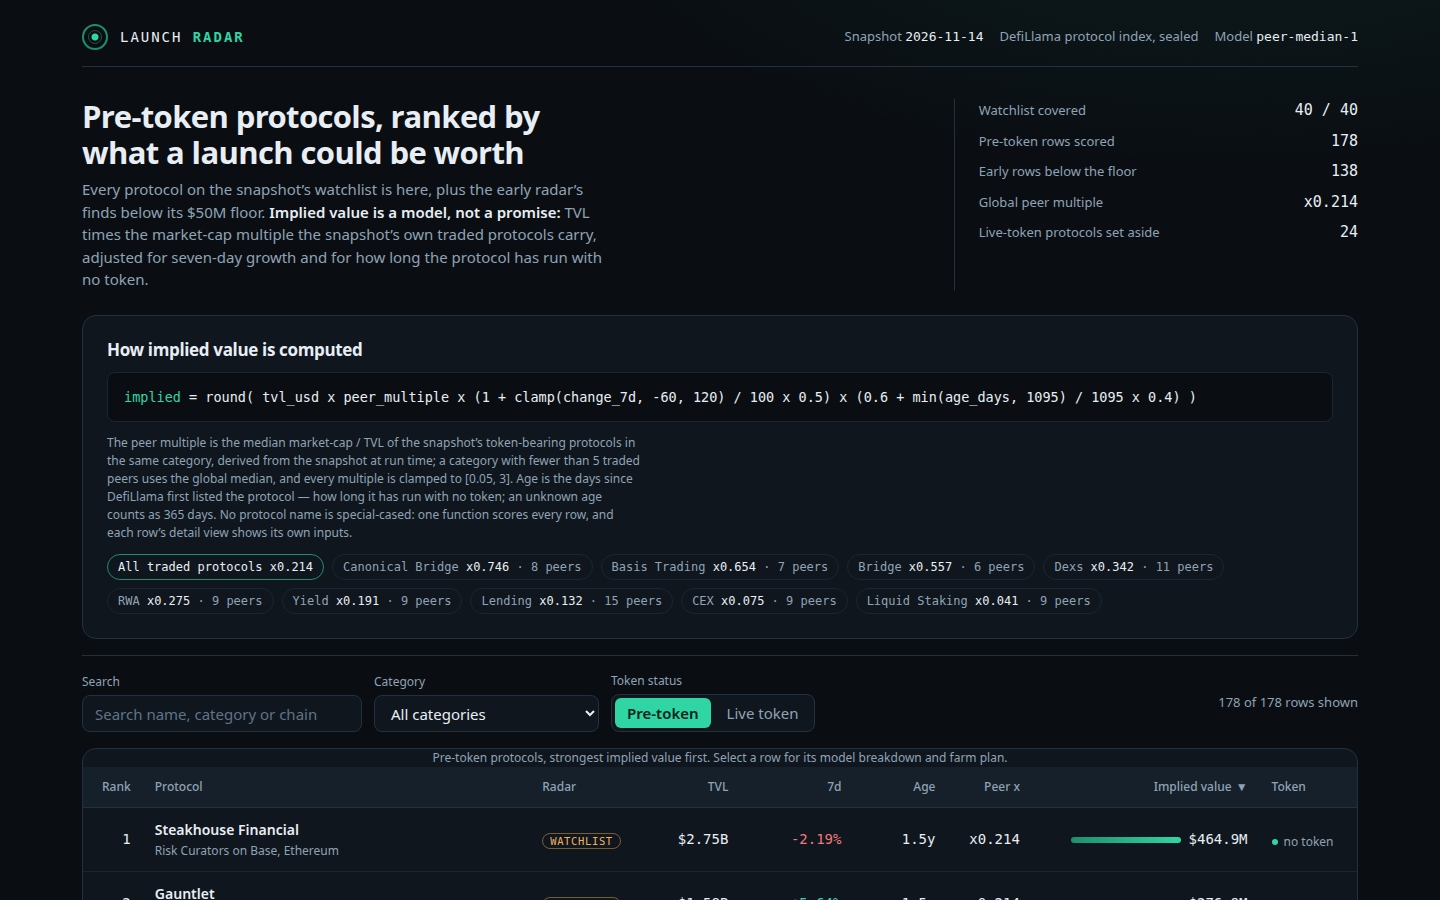 LAUNCH RADAR
Snapshot 2026-11-14 DefiLlama protocol index, sealed Model peer-median-1
Pre-token protocols, ranked by
what a launch could be worth
Every protocol on the snapshot's watchlist is here, plus the early radar's
finds below its $50M floor. Implied value is a model, not a promise: TVL
times the market-cap multiple the snapshot's own traded protocols carry,
adjusted for seven-day growth and for how long the protocol has run with
no token.
Watchlist covered 40 / 40
Pre-token rows scored 178
Early rows below the floor 138
Global peer multiple x0.214
Live-token protocols set aside 24
How implied value is computed
implied = round( tvl_usd x peer_multiple x (1 + clamp(change_7d, -60, 120) / 100 x 0.5) x (0.6 + min(age_days, 1095) / 1095 x 0.4) )
The peer multiple is the median market-cap / TVL of the snapshot's token-bearing protocols in
the same category, derived from the snapshot at run time; a category with fewer than 5 traded
peers uses the global median, and every multiple is clamped to [0.05, 3]. Age is the days since
DefiLlama first listed the protocol — how long it has run with no token; an unknown age
counts as 365 days. No protocol name is special-cased: one function scores every row, and
each row's detail view shows its own inputs.
All traded protocols x0.214 Canonical Bridge x0.746 · 8 peers Basis Trading x0.654 · 7 peers Bridge x0.557 · 6 peers Dexs x0.342 · 11 peers
RWA x0.275 · 9 peers Yield x0.191 · 9 peers Lending x0.132 · 15 peers CEX x0.075 · 9 peers Liquid Staking x0.041 · 9 peers
Search Category Token status
Search name, category or chain All categories Pre-token Live token 178 of 178 rows shown
Pre-token protocols, strongest implied value first. Select a row for its model breakdown and farm plan.
Rank Protocol Radar TVL 7d Age Peer x Implied value ▼ Token
1 Steakhouse Financial WATCHLIST $2.75B -2.19% 1.5y x0.214 $464.9M no token
Risk Curators on Base, Ethereum
Gauntlet